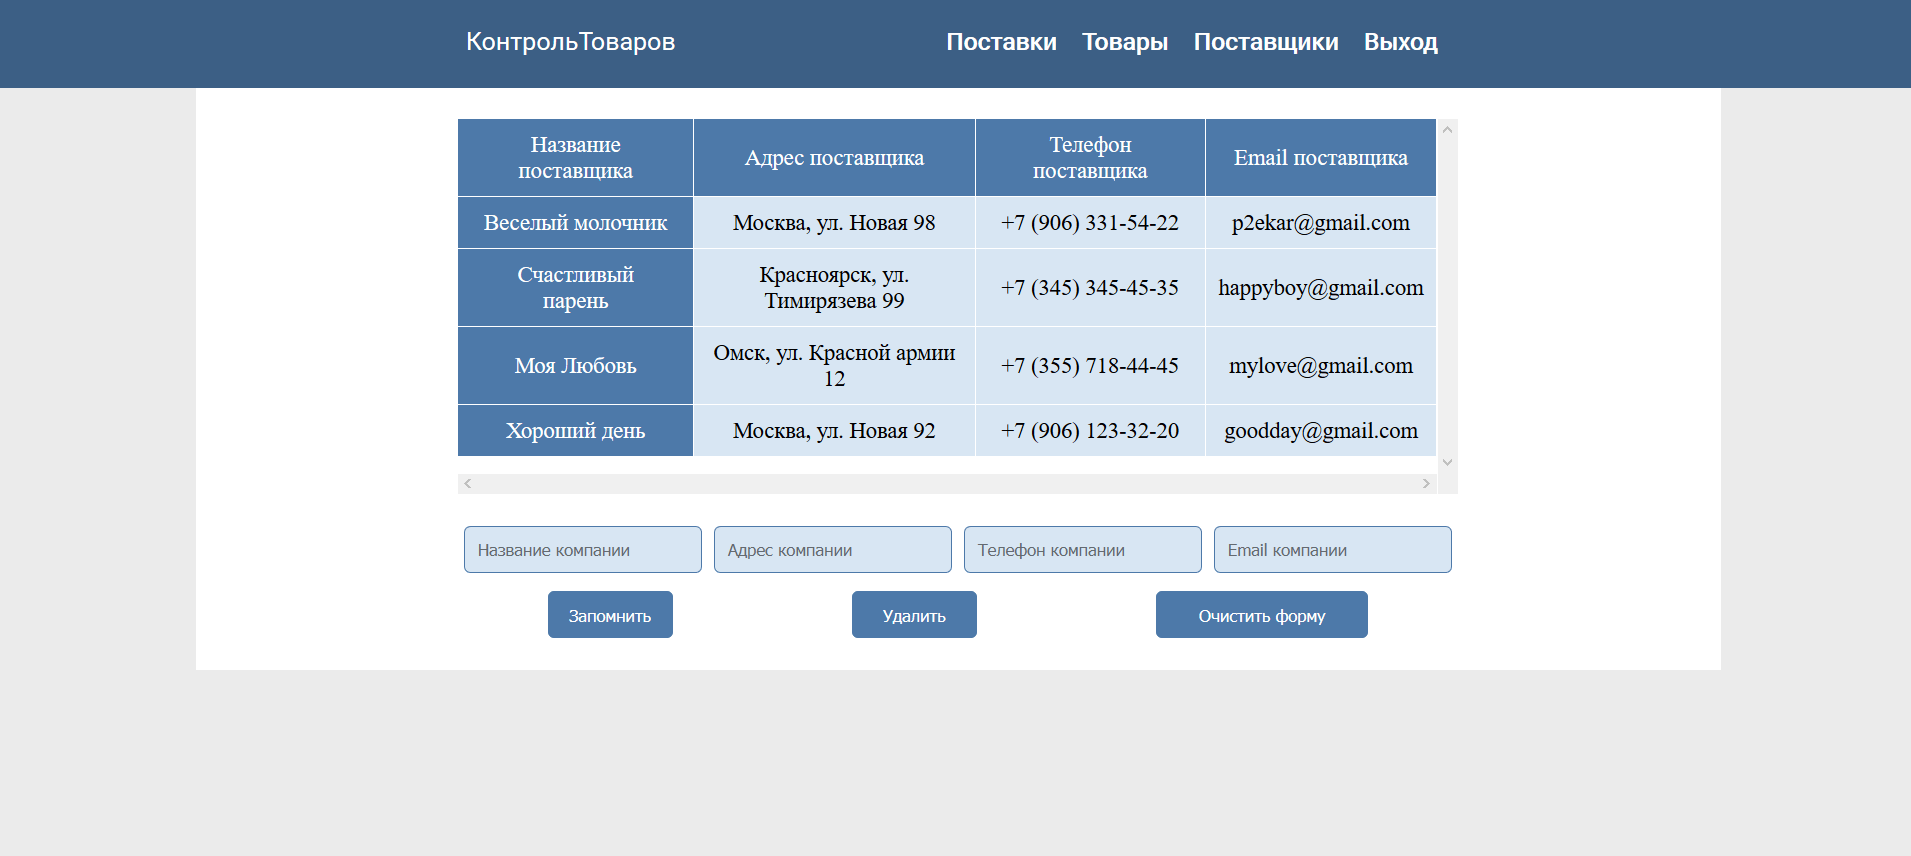 КонтрольТоваров
Поставки Товары Поставщики Выход
Название
поставщика
Адрес поставщика
Телефон
поставщика
Email поставщика
Веселый молочник
Москва, ул. Новая 98
+7 (906) 331-54-22
p2ekar@gmail.com
Счастливый
парень
Красноярск, ул.
Тимирязева 99
+7 (345) 345-45-35
happyboy@gmail.com
Моя Любовь
Омск, ул. Красной армии
12
+7 (355) 718-44-45
mylove@gmail.com
Хороший день
Москва, ул. Новая 92
+7 (906) 123-32-20
goodday@gmail.com
Название компании
Адрес компании
Телефон компании
Email компании
Запомнить
Удалить
Очистить форму